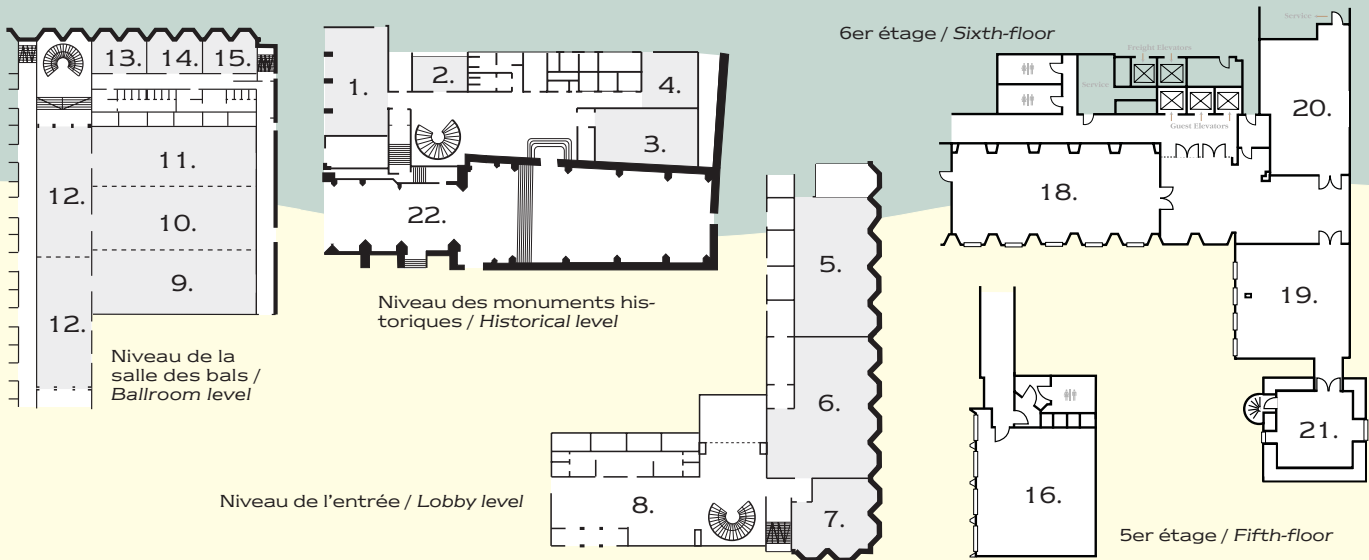 13. 14. 15.
11.
12.
10.
9.
12.
Niveau de la
salle des bals /
Ballroom level
1.
2.
4.
3.
22.
Niveau des monuments his-
toriques / Historical level
5.
6.
7.
8.
Niveau de l'entrée / Lobby level
6er étage / Sixth-floor
Service
Freight Elevators
Service
Guest Elevators
20.
18.
19.
21.
16.
5er étage / Fifth-floor